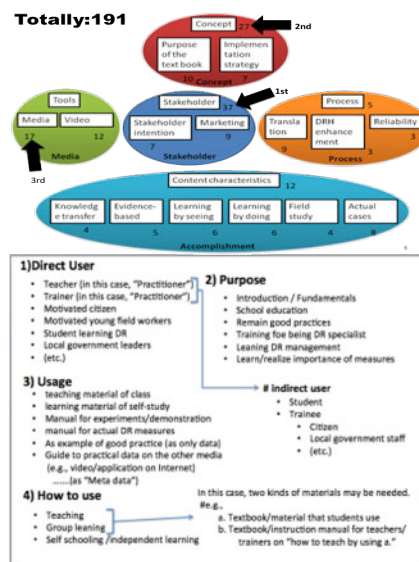 Totally:191
Concept 27
2nd
Purpose
of the
text book
Implemen
tation
strategy
10
7
Concept
1st
Tools
Media
Video
17
12
Media
3rd
Stakeholder
37
Stakeholder
intention
Marketing
7
9
Stakeholder
Process
5
Transla
tion
DRH
enhance
ment
Reliability
9
3
3
Process
Content characteristics
12
Knowledg
e transfer
Evidence-
based
Learning
by seeing
Learning
by doing
Field
study
Actual
cases
4
5
6
6
4
8
Accomplishment
6
1)Direct User
• Teacher (in this case, "Practitioner")
• Trainer (in this case, "Practitioner")
• Motivated citizen
• Motivated young field workers
• Student learning DR
• Local government leaders
• (etc.)
2) Purpose
• Introduction / Fundamentals
• School education
• Remain good practices
• Training foe being DR specialist
• Leaning DR management
• Learn/realize importance of measures
# indirect user
• Student
• Trainee
• Citizen
• Local government staff
• (etc.)
3) Usage
• teaching material of class
• learning material of self-study
• Manual for experiments/demonstration
• manual for actual DR measures
• As example of good practice (as only data)
• Guide to practical data on the other media
(e.g., video/application on Internet)
......(as "Meta data")
4) How to use
• Teaching
• Group leaning
• Self schooling /independent learning
In this case, two kinds of materials may be needed.
#e.g.,
a. Textbook/material that students use
b. Textbook/instruction manual for teachers/
trainers on "how to teach by using a."